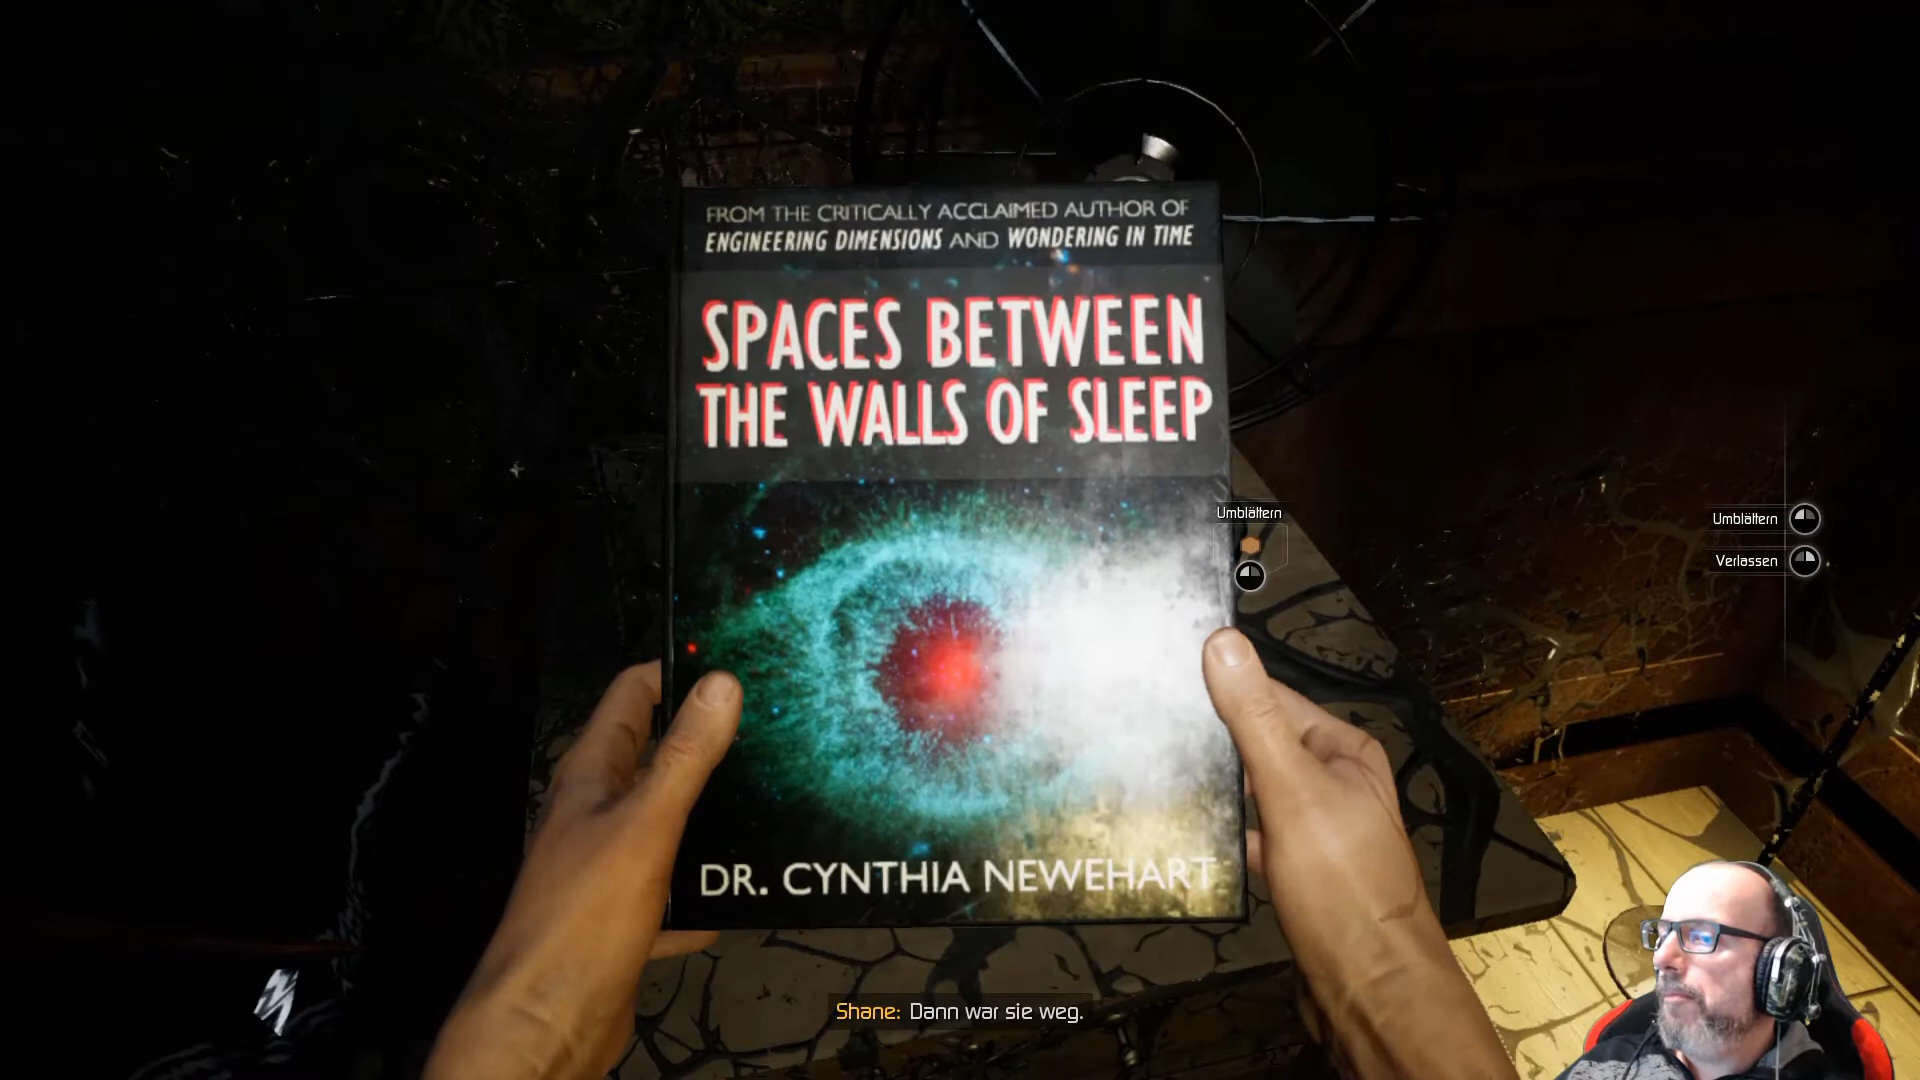 FROM THE CRITICALLY ACCLAIMED AUTHOR OF
ENGINEERING DIMENSIONS AND WONDERING IN TIME
SPACES BETWEEN
THE WALLS OF SLEEP
Umblättern
Umblättern
Verlassen
DR. CYNTHIA NEWEHART
Shane: Dann war sie weg.